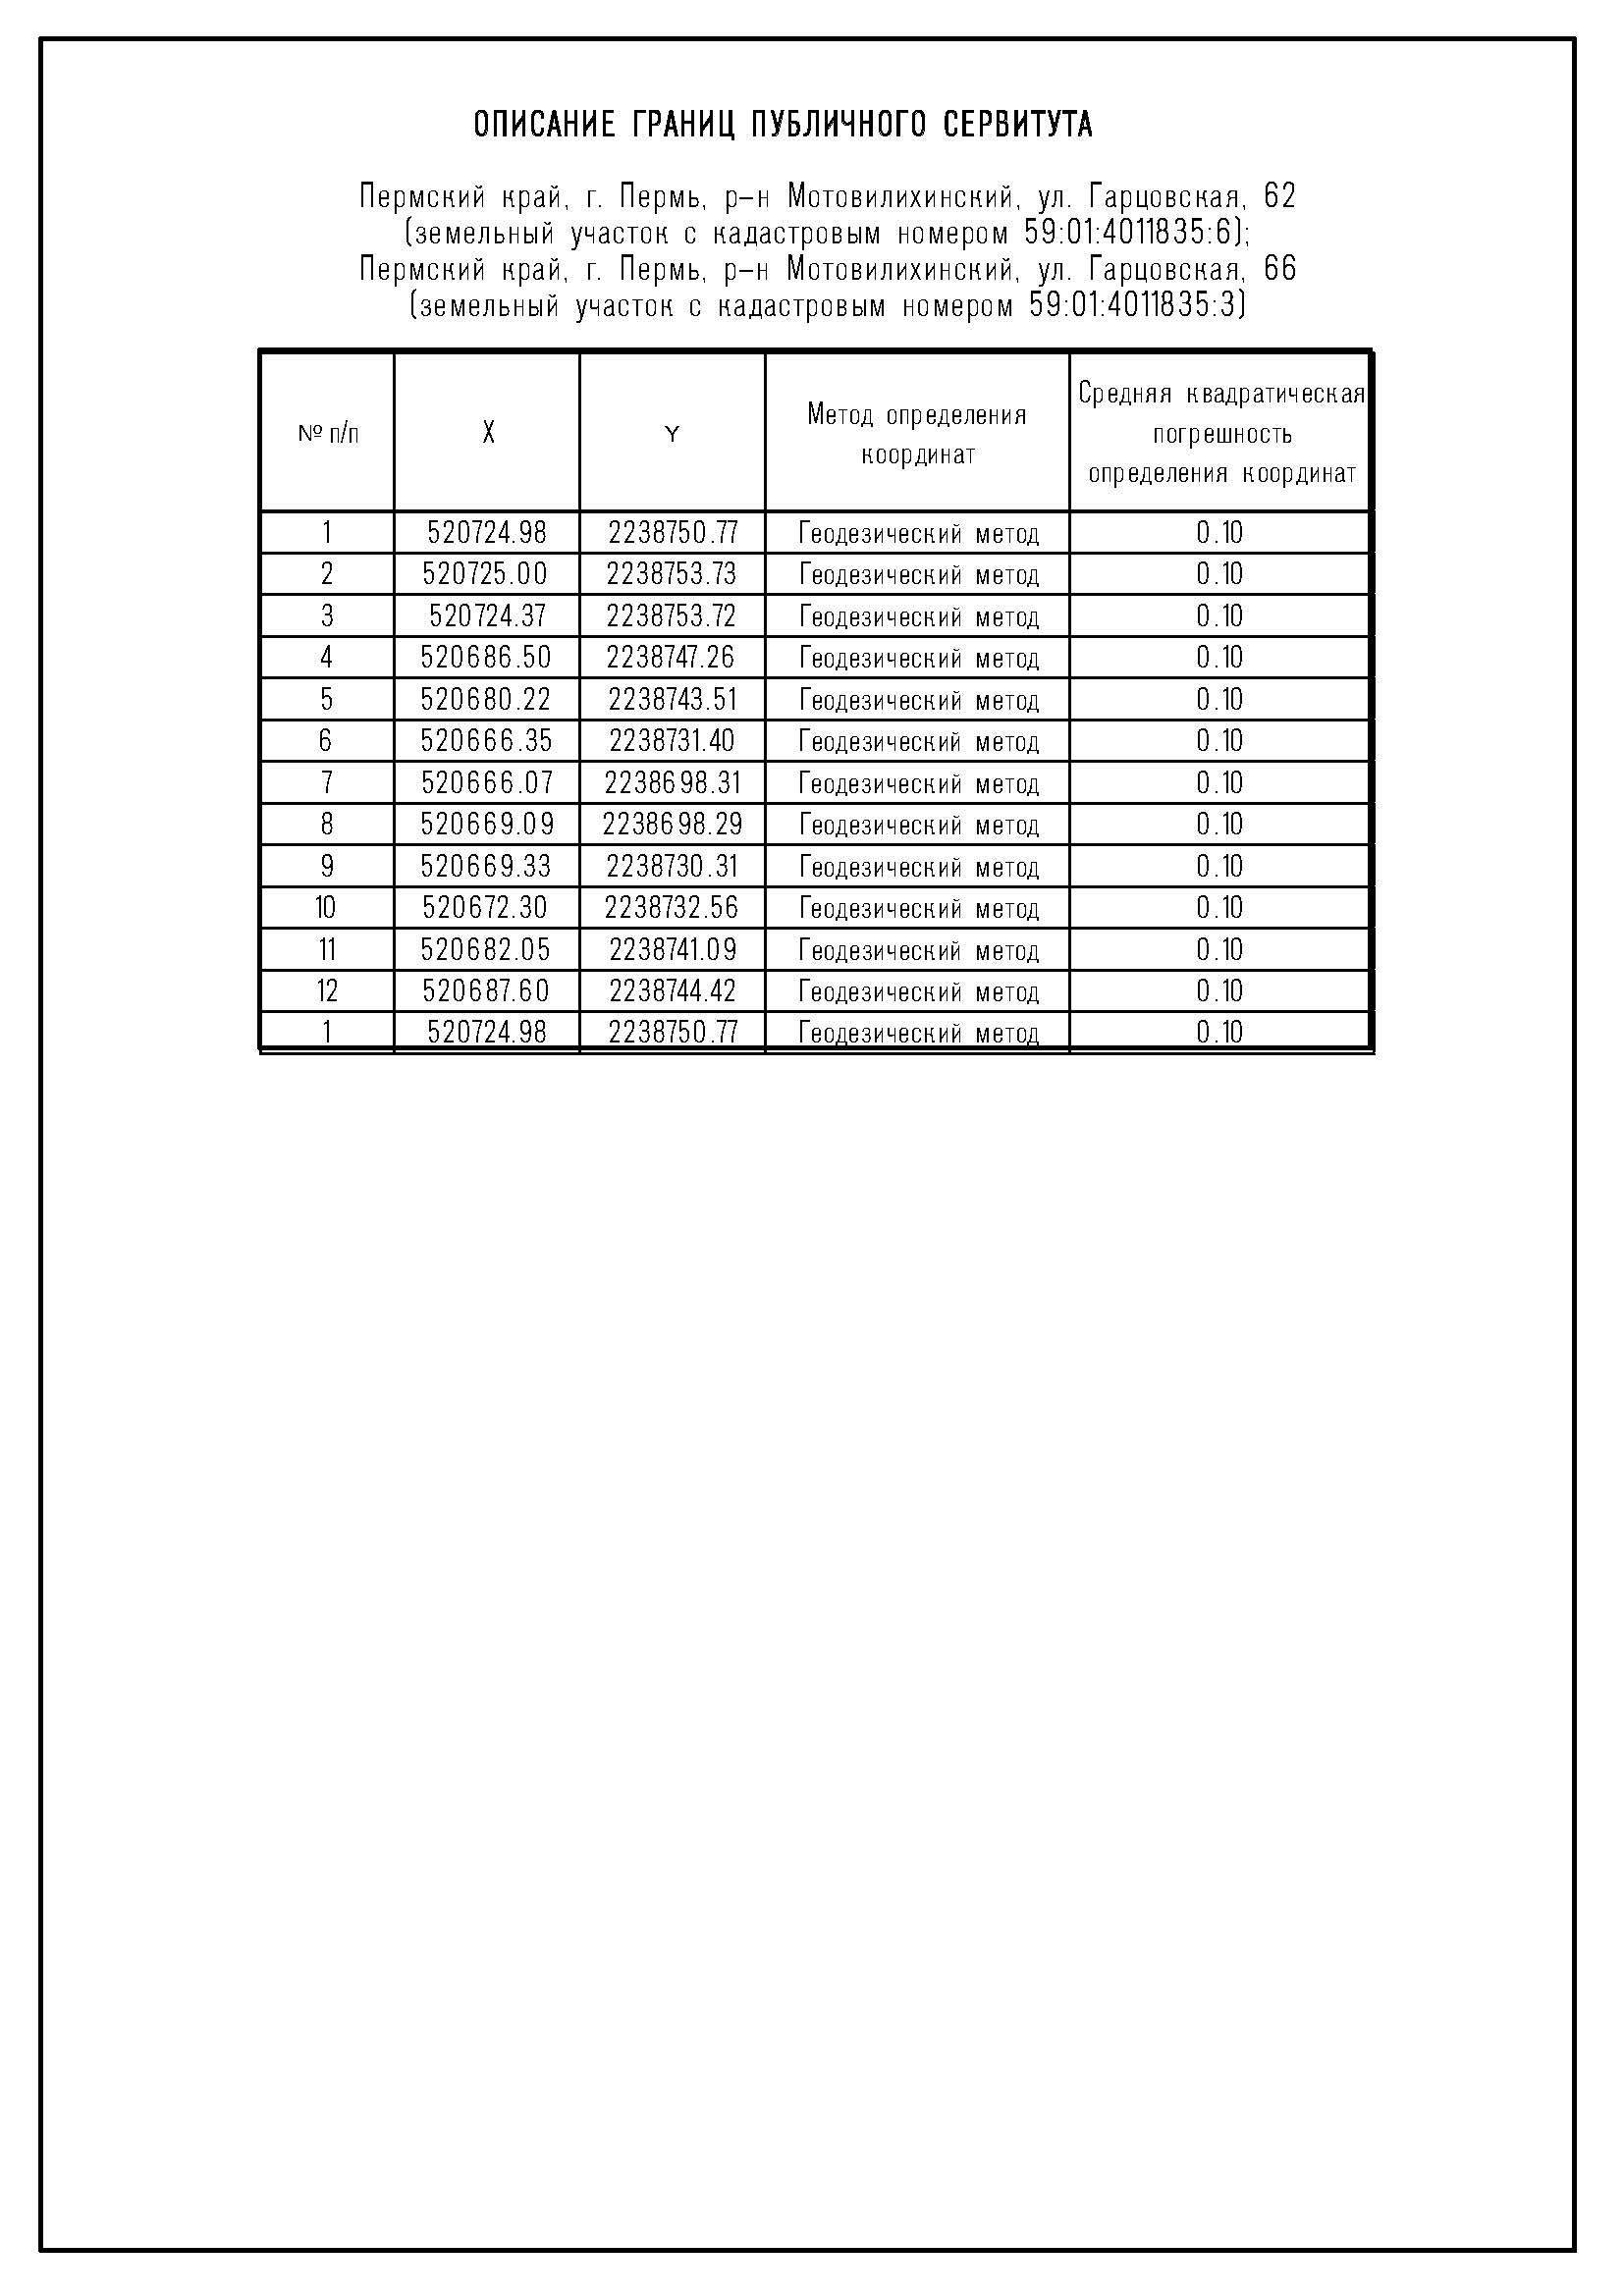 ОПИСАНИЕ ГРАНИЦ ПУБЛИЧНОГО СЕРВИТУТА
Пермский край, г. Пермь, р-н Мотовилихинский, ул. Гарцовская, 62
(земельный участок с кадастровым номером 59:01:4011835:6);
Пермский край, г. Пермь, р-н Мотовилихинский, ул. Гарцовская, 66
(земельный участок с кадастровым номером 59:01:4011835:3)
№ п/п X Y Метод определения координат Средняя квадратическая погрешность определения координат
1 520724.98 2238750.77 Геодезический метод 0.10
2 520725.00 2238753.73 Геодезический метод 0.10
3 520724.37 2238753.72 Геодезический метод 0.10
4 520686.50 2238747.26 Геодезический метод 0.10
5 520680.22 2238743.51 Геодезический метод 0.10
6 520666.35 2238731.40 Геодезический метод 0.10
7 520666.07 2238698.31 Геодезический метод 0.10
8 520669.09 2238698.29 Геодезический метод 0.10
9 520669.33 2238730.31 Геодезический метод 0.10
10 520672.30 2238732.56 Геодезический метод 0.10
11 520682.05 2238741.09 Геодезический метод 0.10
12 520687.60 2238744.42 Геодезический метод 0.10
1 520724.98 2238750.77 Геодезический метод 0.10